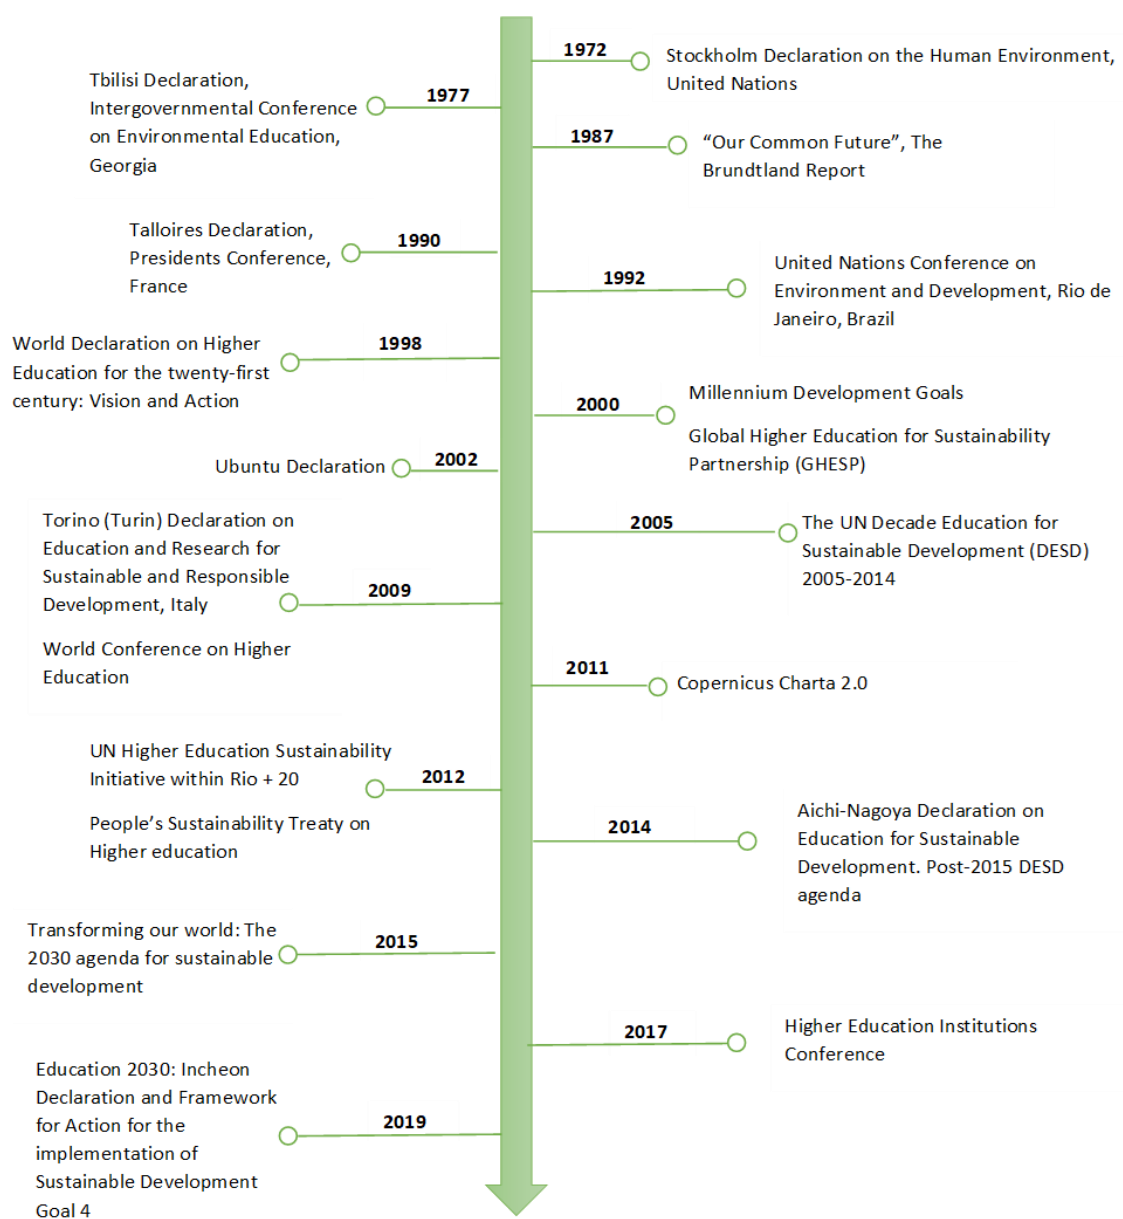 1972
Stockholm Declaration on the Human Environment,
United Nations
Tbilisi Declaration,
Intergovernmental Conference
on Environmental Education,
Georgia
1977
1987
“Our Common Future”, The
Brundtland Report
Talloires Declaration,
Presidents Conference,
France
1990
1992
United Nations Conference on
Environment and Development, Rio de
Janeiro, Brazil
World Declaration on Higher
Education for the twenty-first
century: Vision and Action
1998
2000
Millennium Development Goals
Global Higher Education for Sustainability
Partnership (GHESP)
Ubuntu Declaration
2002
2005
The UN Decade Education for
Sustainable Development (DESD)
2005-2014
Torino (Turin) Declaration on
Education and Research for
Sustainable and Responsible
Development, Italy
World Conference on Higher
Education
2009
2011
Copernicus Charta 2.0
UN Higher Education Sustainability
Initiative within Rio + 20
People’s Sustainability Treaty on
Higher education
2012
2014
Aichi-Nagoya Declaration on
Education for Sustainable
Development. Post-2015 DESD
agenda
Transforming our world: The
2030 agenda for sustainable
development
2015
2017
Higher Education Institutions
Conference
Education 2030: Incheon
Declaration and Framework
for Action for the
implementation of
Sustainable Development
Goal 4
2019